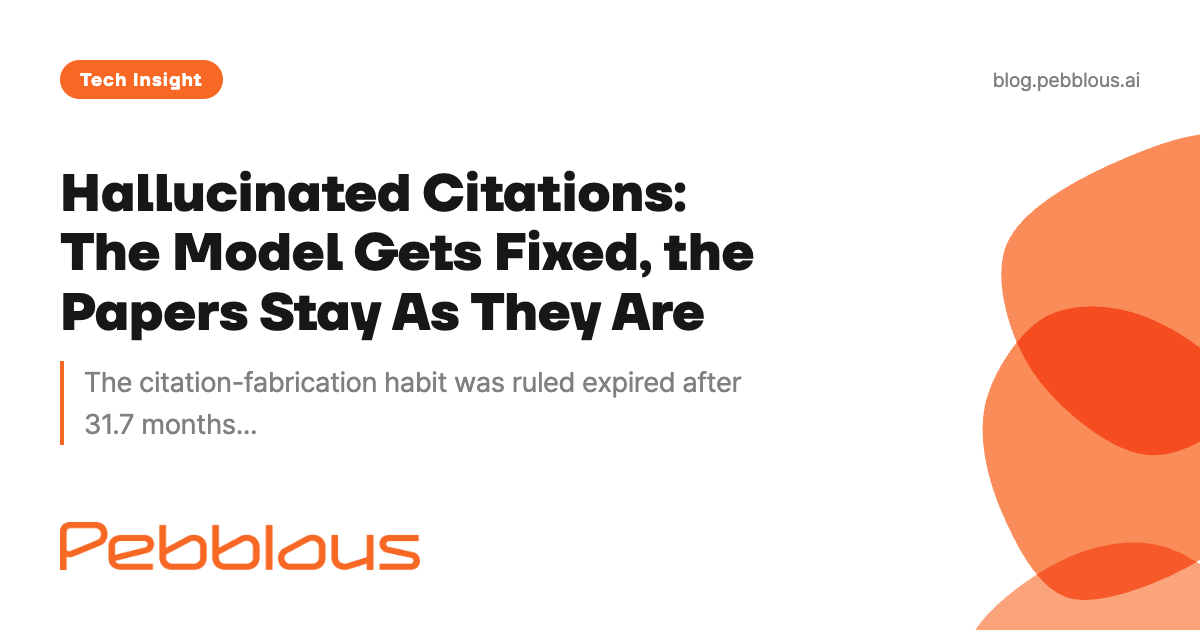 Tech Insight
blog.pebblous.ai
Hallucinated Citations:
The Model Gets Fixed, the
Papers Stay As They Are
The citation-fabrication habit was ruled expired after
31.7 months...
Pebblous